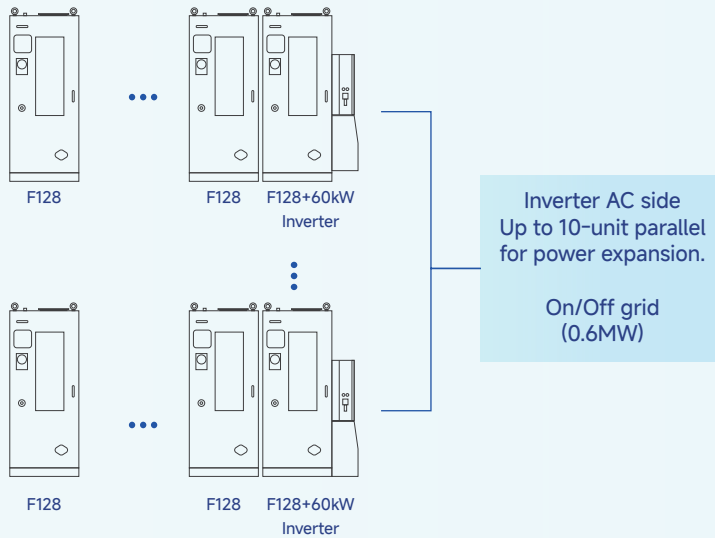 F128
F128
F128+60kW
Inverter
Inverter AC side
Up to 10-unit parallel
for power expansion.
On/Off grid
(0.6MW)
F128
F128
F128+60kW
Inverter